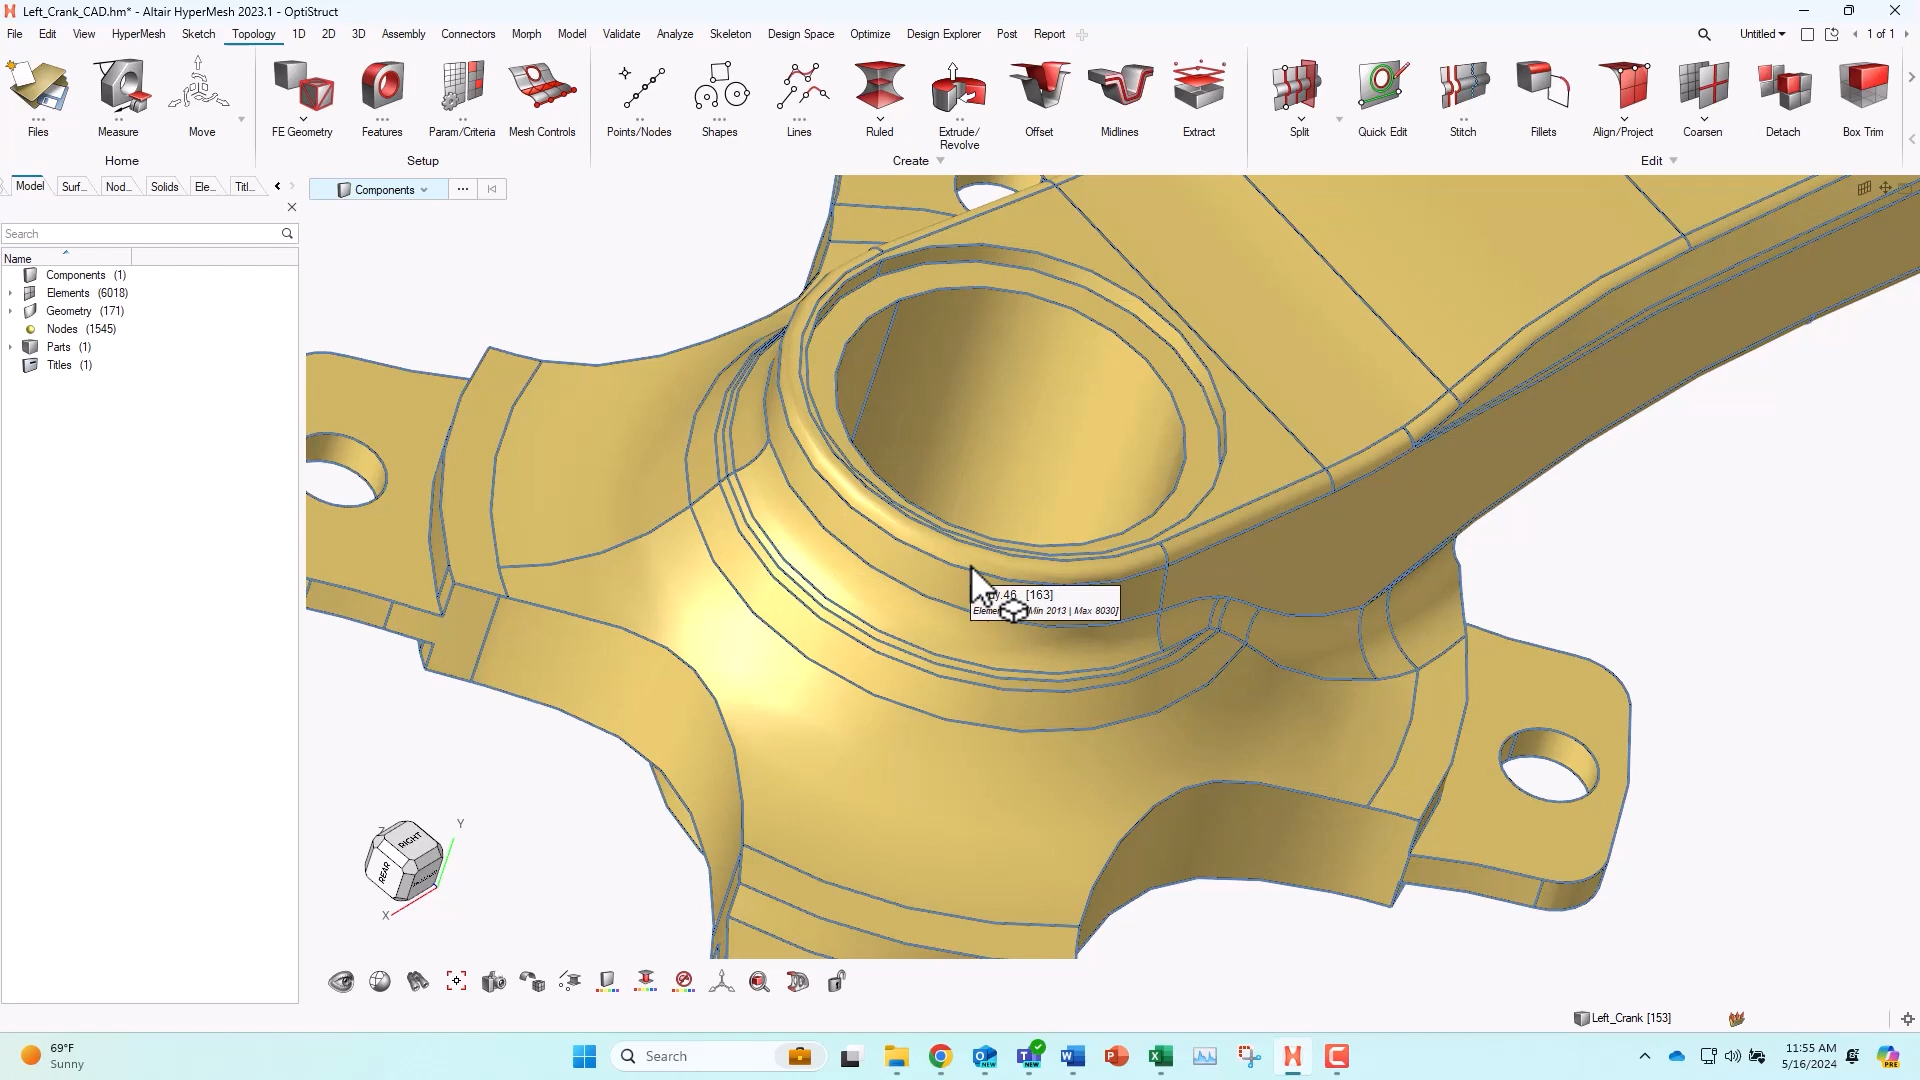 Left_Crank_CAD.hm* - Altair HyperMesh 2023.1 - OptiStruct
File Edit View HyperMesh Sketch Topology 1D 2D 3D Assembly Connectors Morph Model Validate Analyze Skeleton Design Space Optimize Design Explorer Post Report Untitled 1 of 1
Files Measure Move FE Geometry Features Param/Criteria Mesh Controls Points/Nodes Shapes Lines Ruled Extrude/ Offset Midlines Extract Split Quick Edit Stitch Fillets Align/Project Coarsen Detach Box Trim
Revolve
Home Setup Create Edit
Model Surf... Nod... Solids Ele... Titl... Components
Search
Name
Components (1)
Elements (6018)
Geometry (171)
Nodes (1545)
Parts (1)
Titles (1)
y.46 [163]
Min 2013 | Max 8030]
Z Y
RIGHT
REAR
X
Left_Crank [153]
69°F
Sunny
Search
11:55 AM
5/16/2024
NEW NEW PRE